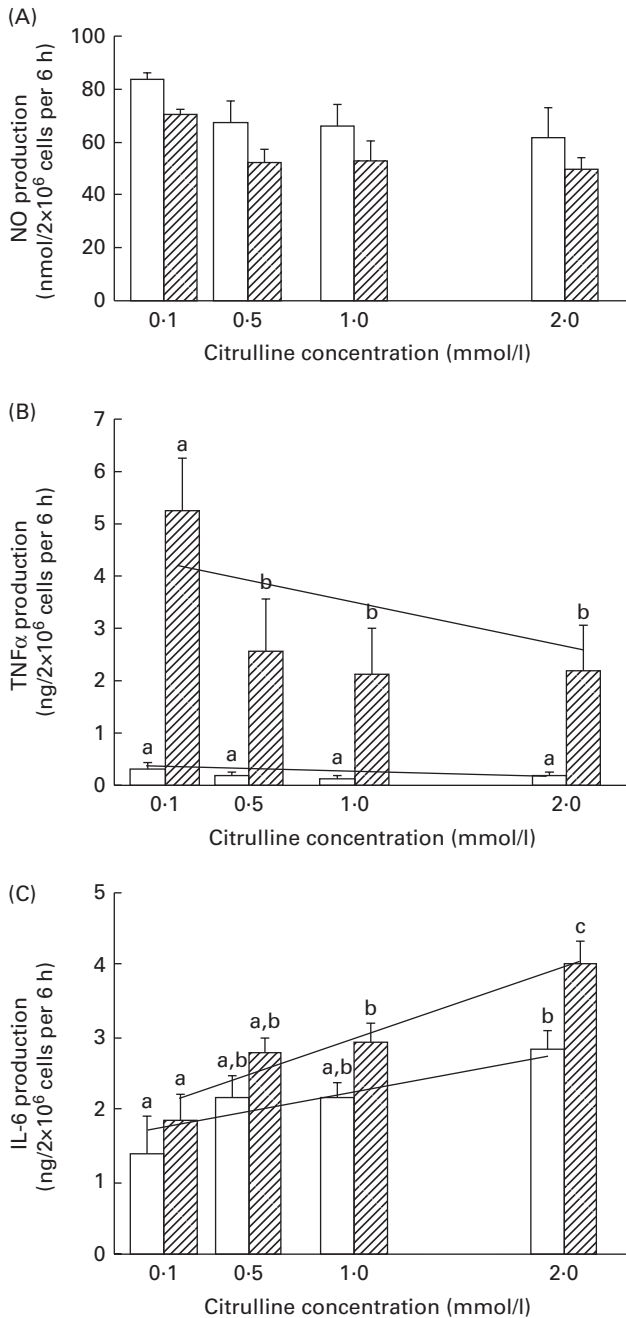 (A)
NO production
(nmol/2×10⁶ cells per 6 h)
100
80
60
40
20
0
0·1 0·5 1·0 2·0
Citrulline concentration (mmol/l)
(B)
TNFα production
(ng/2×10⁶ cells per 6 h)
7
6
5
4
3
2
1
0
a
b b b
a a a a
0·1 0·5 1·0 2·0
Citrulline concentration (mmol/l)
(C)
IL-6 production
(ng/2×10⁶ cells per 6 h)
5
4
3
2
1
0
c
a,b b b
a a a,b a,b
0·1 0·5 1·0 2·0
Citrulline concentration (mmol/l)